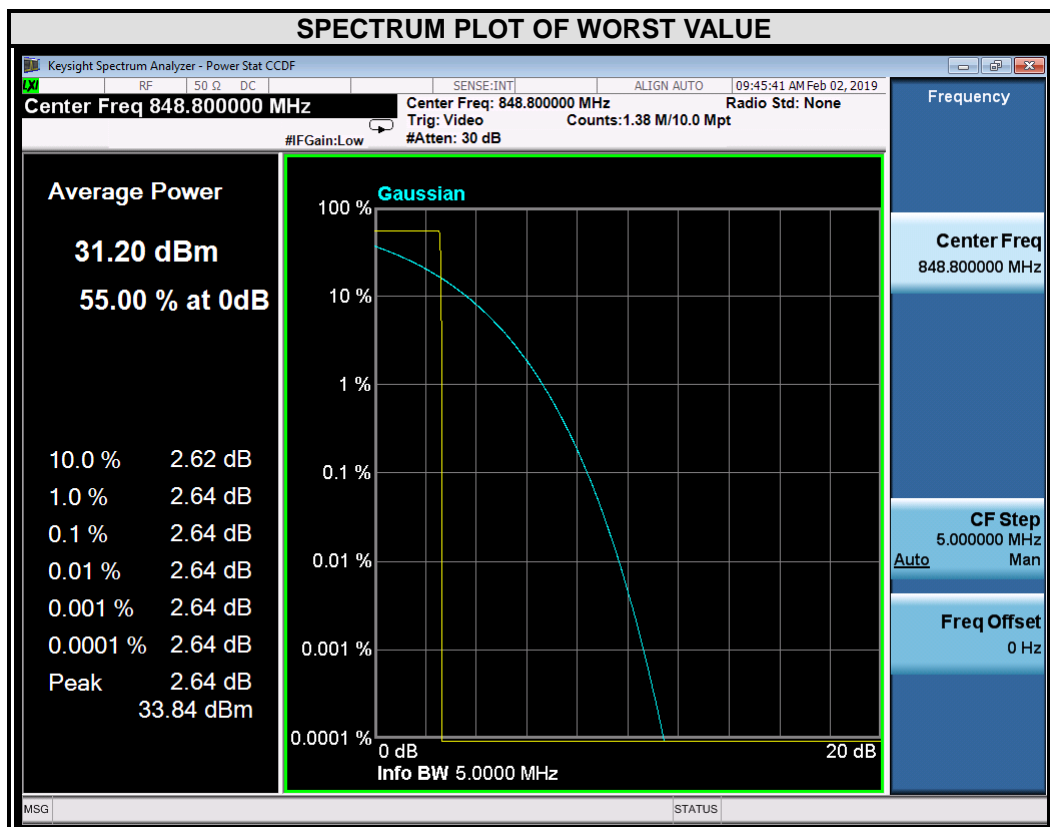 SPECTRUM PLOT OF WORST VALUE
Keysight Spectrum Analyzer - Power Stat CCDF
LXI RF 50 Ω DC SENSE:INT ALIGN AUTO 09:45:41 AM Feb 02, 2019
Center Freq 848.800000 MHz
#IFGain:Low
Center Freq: 848.800000 MHz
Radio Std: None
Trig: Video
Counts:1.38 M/10.0 Mpt
#Atten: 30 dB
Average Power
31.20 dBm
55.00 % at 0dB
10.0 % 2.62 dB
1.0 % 2.64 dB
0.1 % 2.64 dB
0.01 % 2.64 dB
0.001 % 2.64 dB
0.0001 % 2.64 dB
Peak 2.64 dB
33.84 dBm
Gaussian
100 %
10 %
1 %
0.1 %
0.01 %
0.001 %
0.0001 %
0 dB
20 dB
Info BW 5.0000 MHz
Frequency
Center Freq
848.800000 MHz
CF Step
5.000000 MHz
Auto Man
Freq Offset
0 Hz
MSG
STATUS